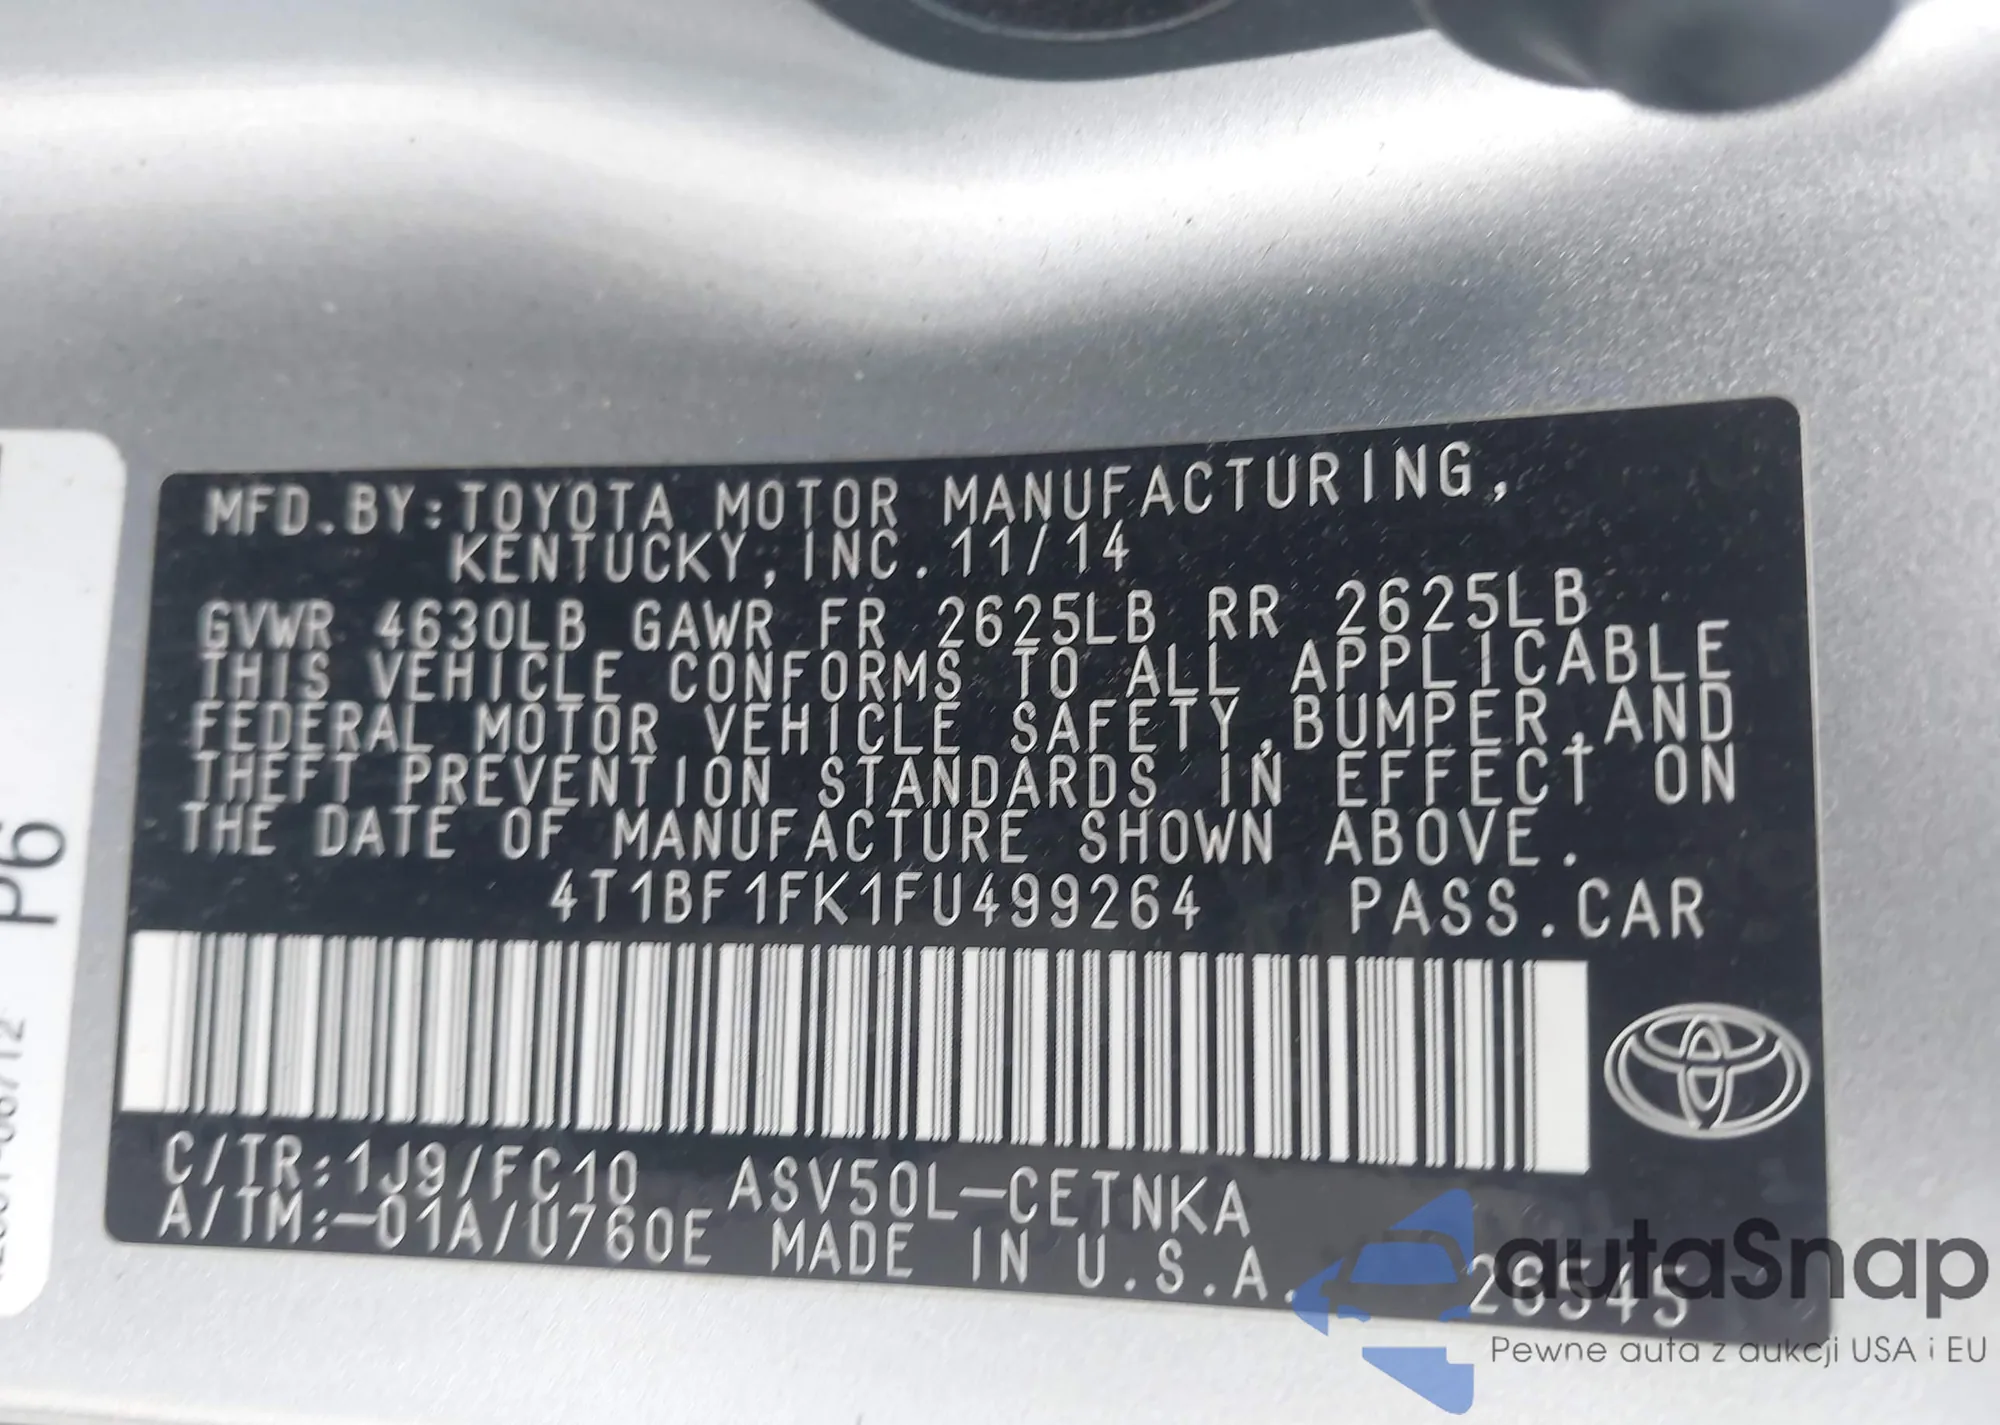 MFD.BY:TOYOTA MOTOR MANUFACTURING,
KENTUCKY, INC. 11/14
GVWR 4630LB GAWR FR 2625LB RR 2625LB
THIS VEHICLE CONFORMS TO ALL APPLICABLE
FEDERAL MOTOR VEHICLE SAFETY,BUMPER,AND
THEFT PREVENTION STANDARDS IN EFFECT ON
THE DATE OF MANUFACTURE SHOWN ABOVE.
4T1BF1FK1FU499264 PASS.CAR
C/TR:1J9/FC10 ASV50L-CETNKA
A/TM:-01A/U760E MADE IN U.S.A. 26545
P6
autaSnap
Pewne auta z aukcji USA i EU